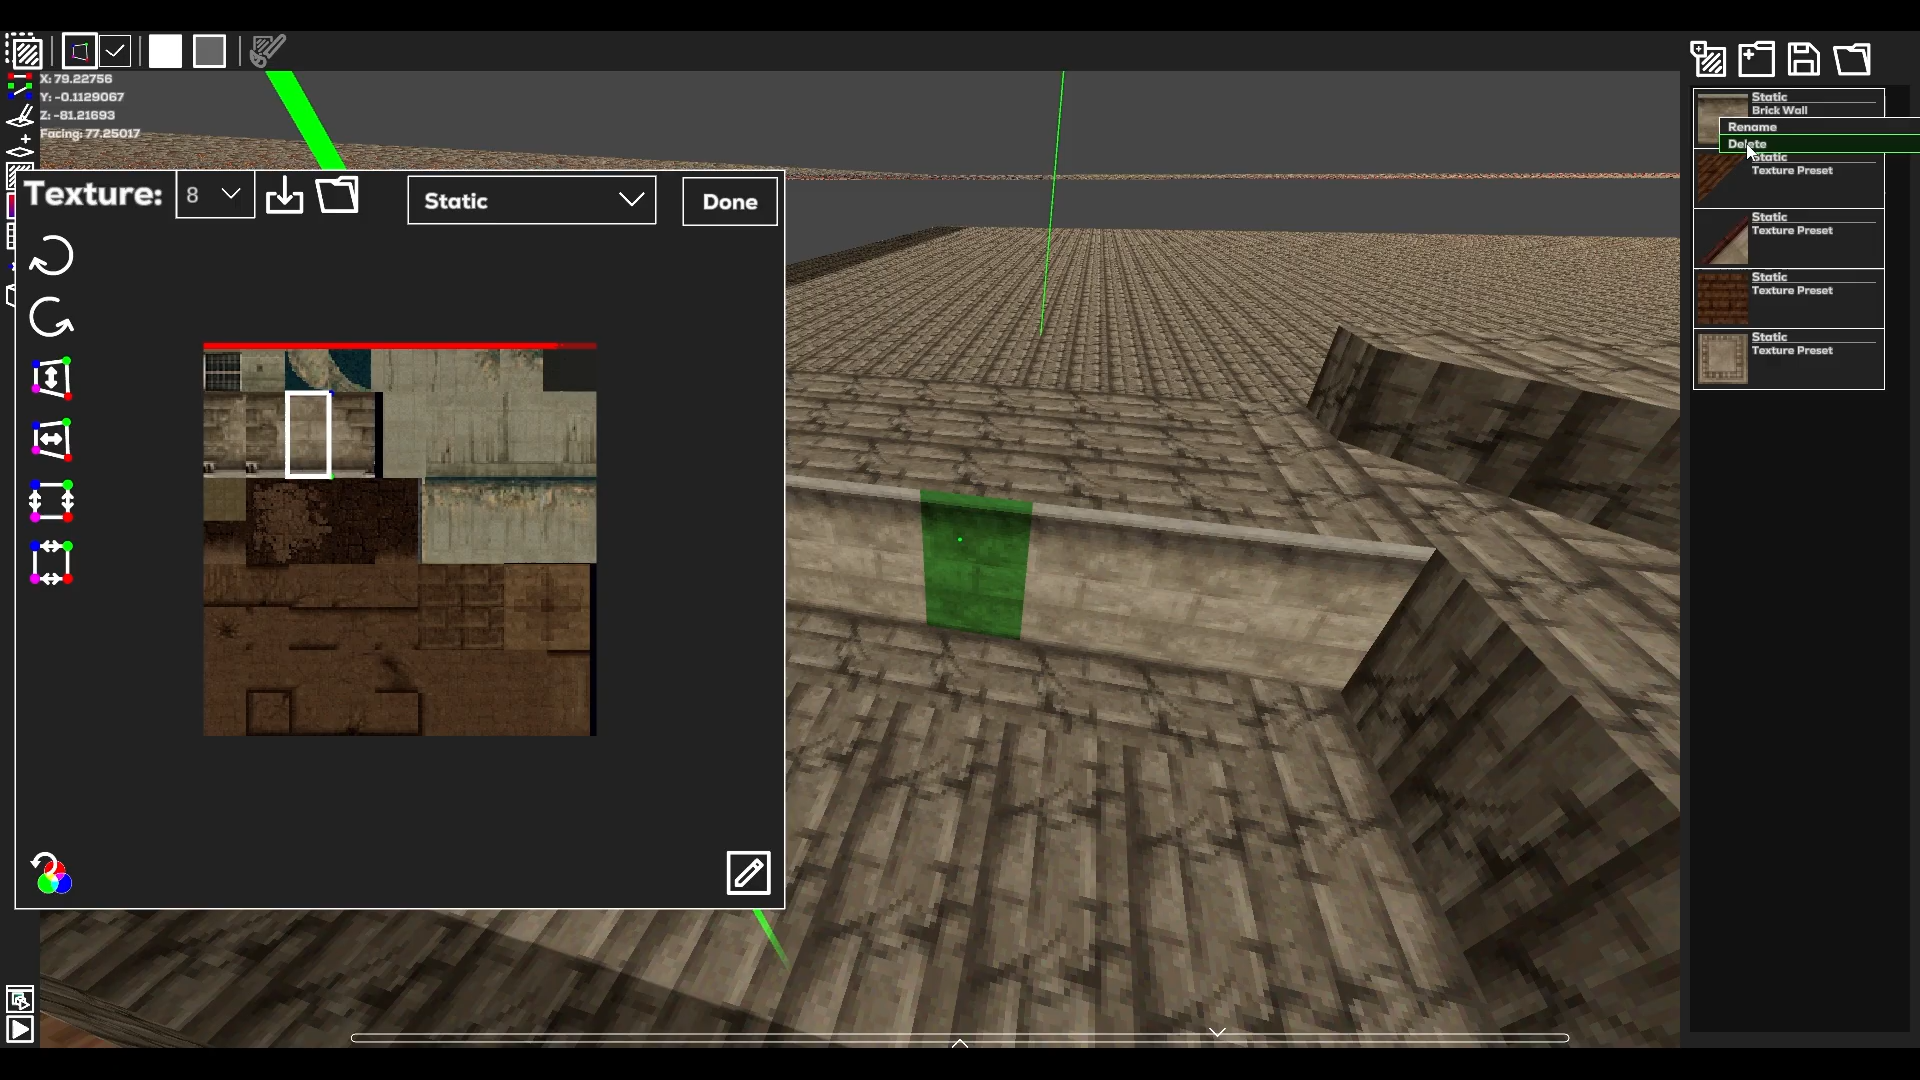 X: 79.22756
Y: -0.1129067
Z: -81.21693
Facing: 77.25017
Texture:
8
Static
Done
Static
Brick Wall
Rename
Delete
Static
Texture Preset
Static
Texture Preset
Static
Texture Preset
Static
Texture Preset